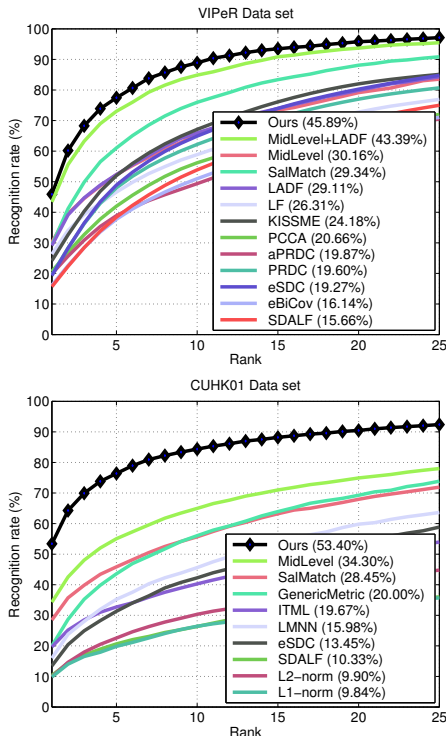 VIPeR Data set
100
90
80
70
60
50
40
30
20
10
0
Recognition rate (%)
Ours (45.89%)
MidLevel+LADF (43.39%)
MidLevel (30.16%)
SalMatch (29.34%)
LADF (29.11%)
LF (26.31%)
KISSME (24.18%)
PCCA (20.66%)
aPRDC (19.87%)
PRDC (19.60%)
eSDC (19.27%)
eBiCov (16.14%)
SDALF (15.66%)
5 10 15 20 25
Rank
CUHK01 Data set
100
90
80
70
60
50
40
30
20
10
0
Recognition rate (%)
Ours (53.40%)
MidLevel (34.30%)
SalMatch (28.45%)
GenericMetric (20.00%)
ITML (19.67%)
LMNN (15.98%)
eSDC (13.45%)
SDALF (10.33%)
L2−norm (9.90%)
L1−norm (9.84%)
5 10 15 20 25
Rank